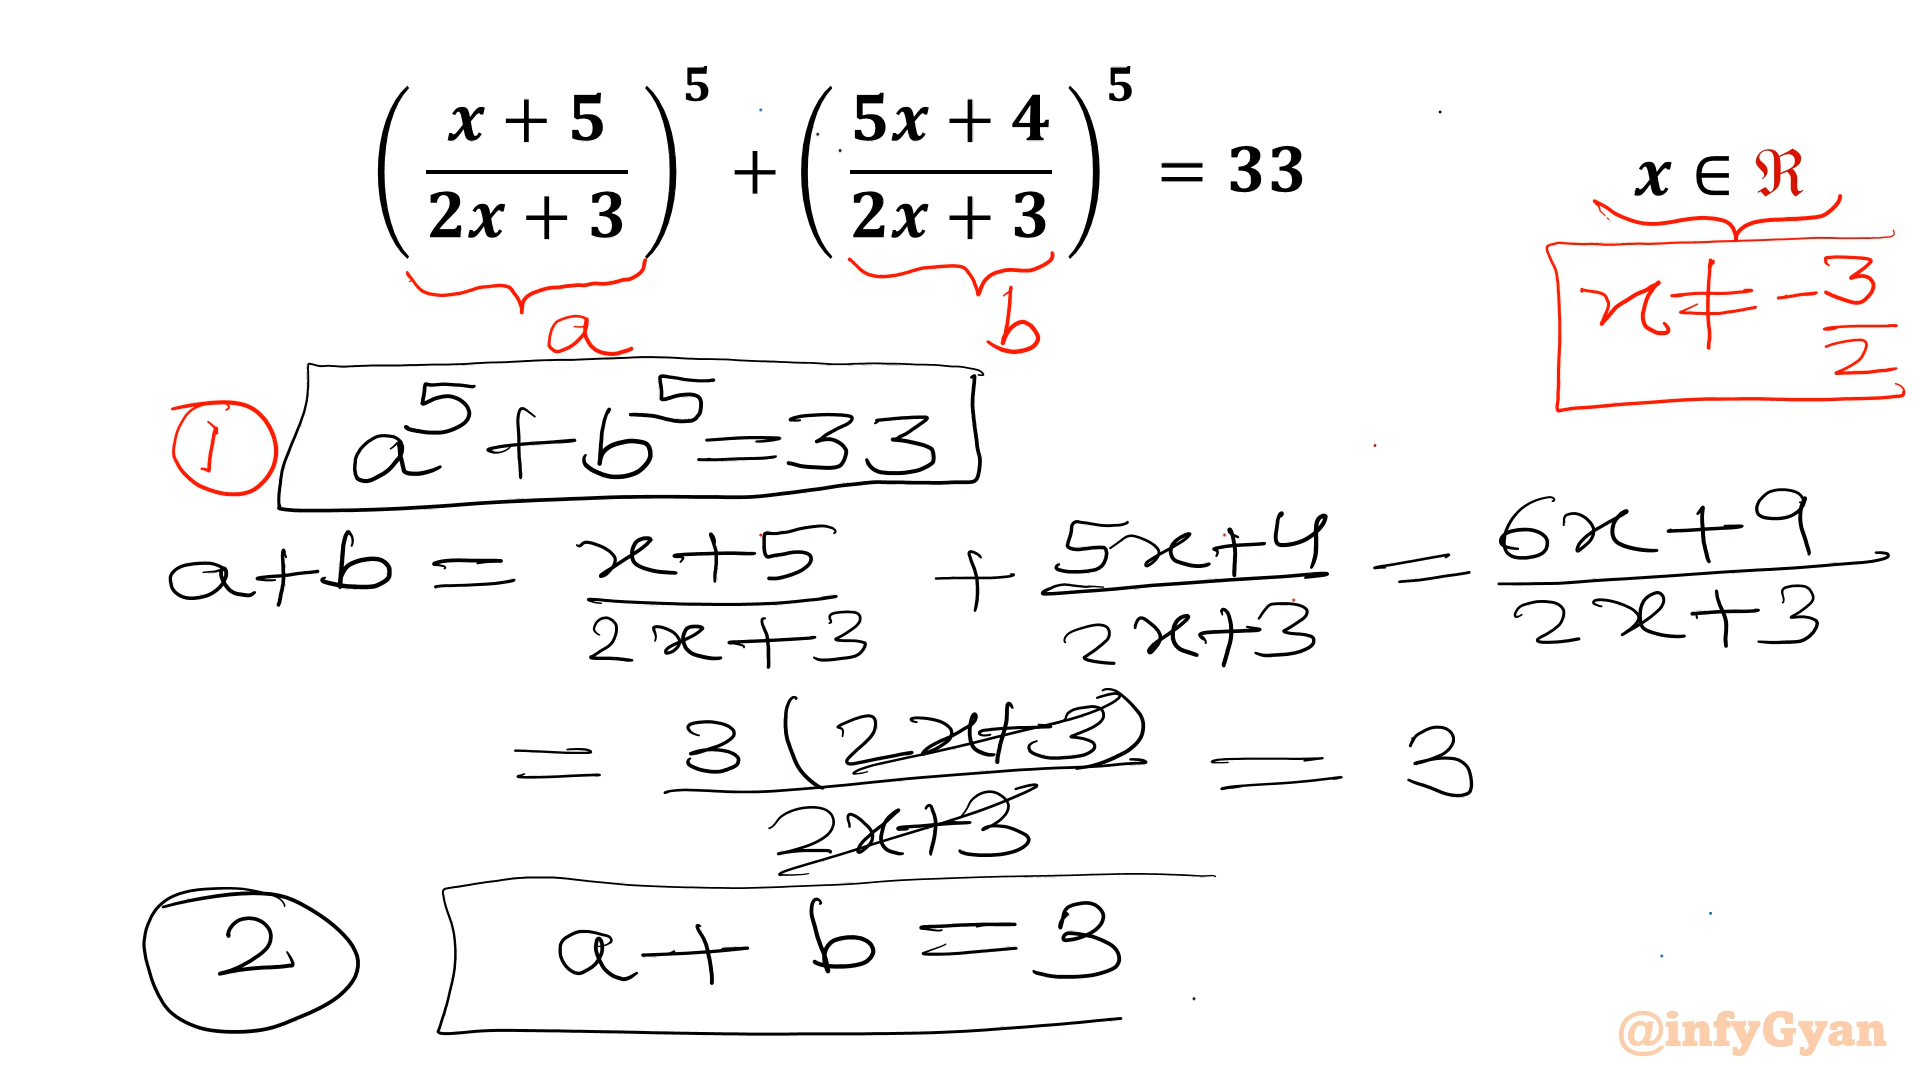 ((x + 5)/(2x + 3))^5 + ((5x + 4)/(2x + 3))^5 = 33
x ∈ ℜ
x ≠ -3/2
a b
① a^5 + b^5 = 33
a + b = (x + 5)/(2x + 3) + (5x + 4)/(2x + 3) = (6x + 9)/(2x + 3)
= 3(2x + 3)/(2x + 3) = 3
② a + b = 3
@infyGyan